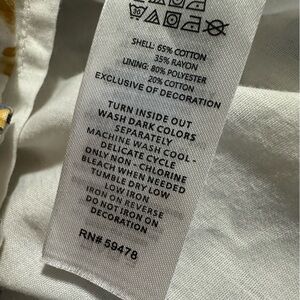 SHELL: 65% COTTON
35% RAYON
LINING: 80% POLYESTER
20% COTTON
EXCLUSIVE OF DECORATION
TURN INSIDE OUT
WASH DARK COLORS
SEPARATELY
MACHINE WASH COOL -
DELICATE CYCLE
ONLY NON - CHLORINE
BLEACH WHEN NEEDED
TUMBLE DRY LOW
LOW IRON
IRON ON REVERSE
DO NOT IRON ON
DECORATION
RN# 59478